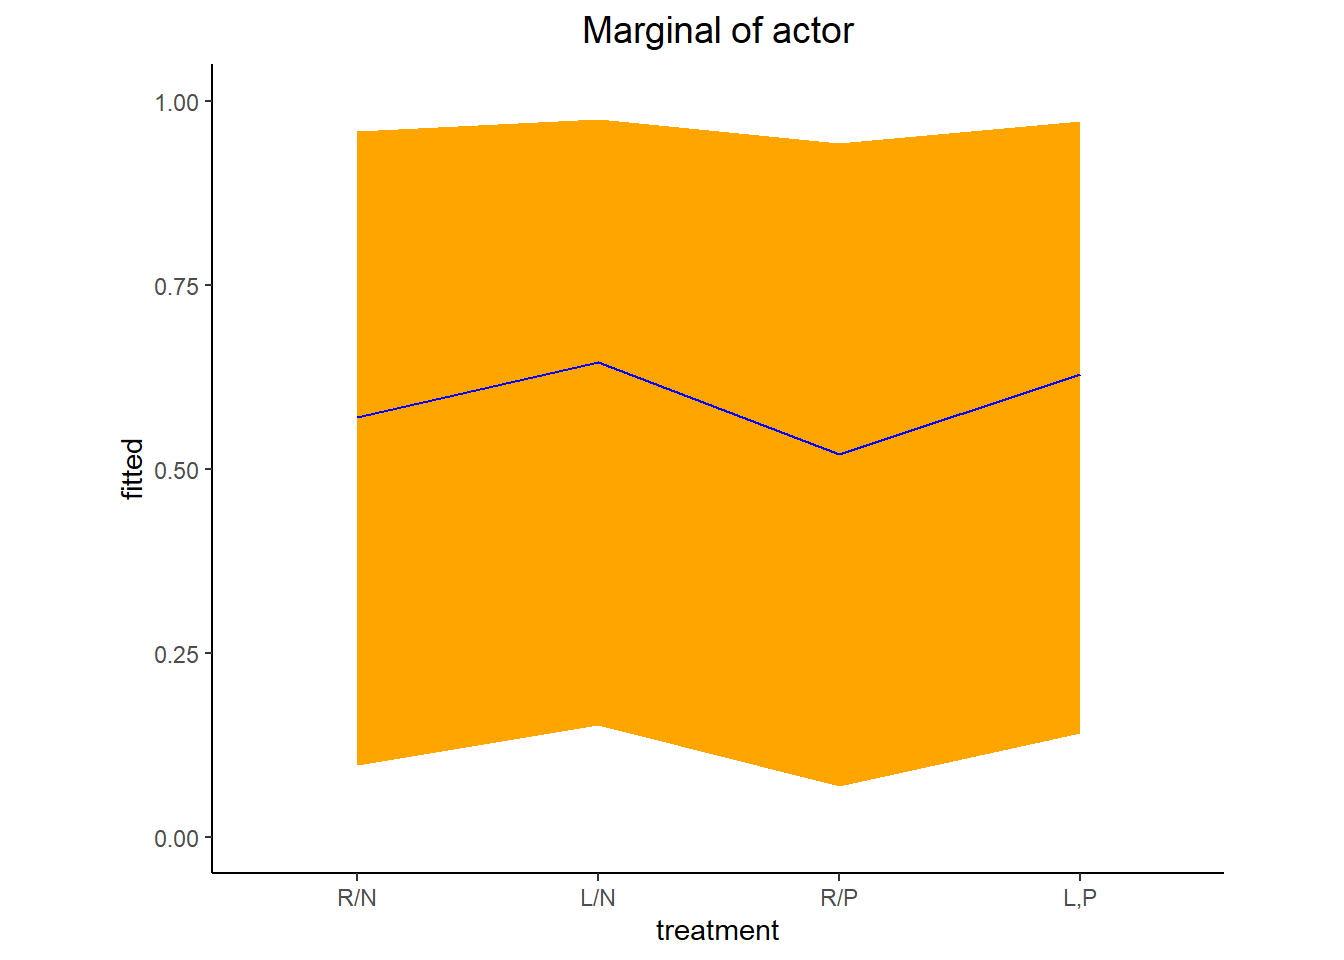 Marginal of actor
1.00
0.75
0.50
0.25
0.00
fitted
R/N L/N R/P L,P
treatment